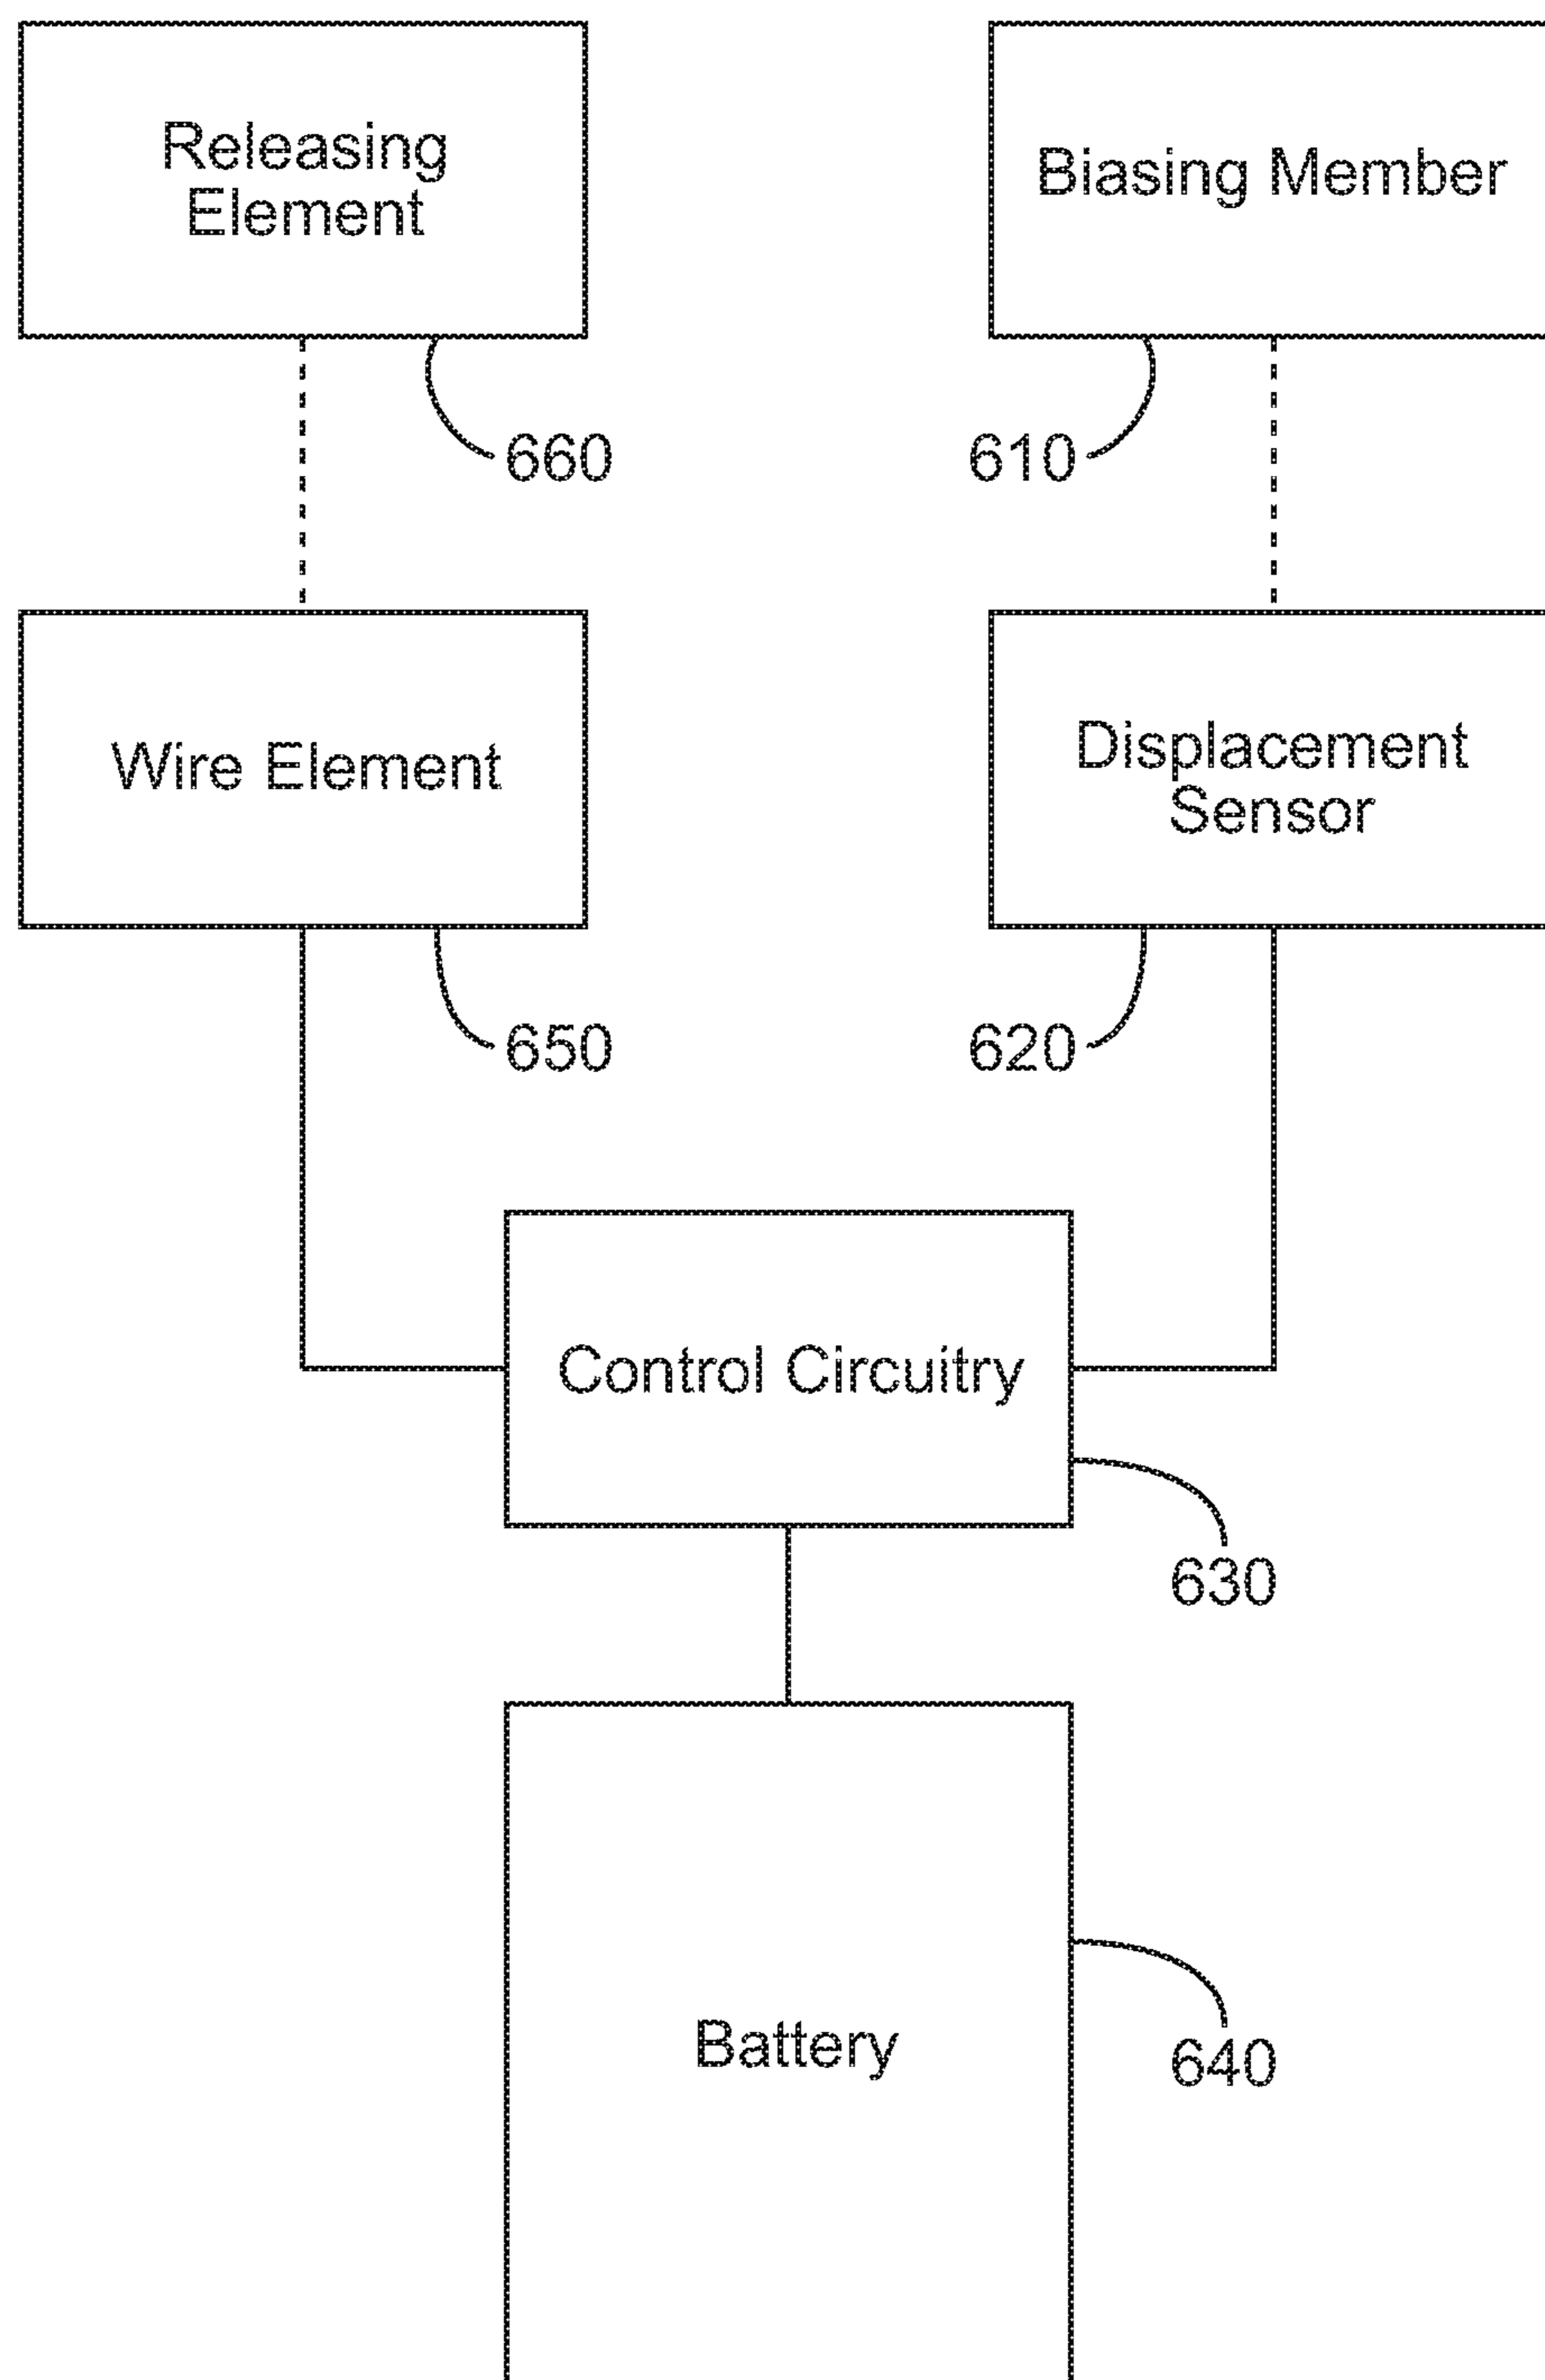 Releasing
Element
Biasing Member
660
610
Wire Element
Displacement
Sensor
650
620
Control Circuitry
630
Battery
640